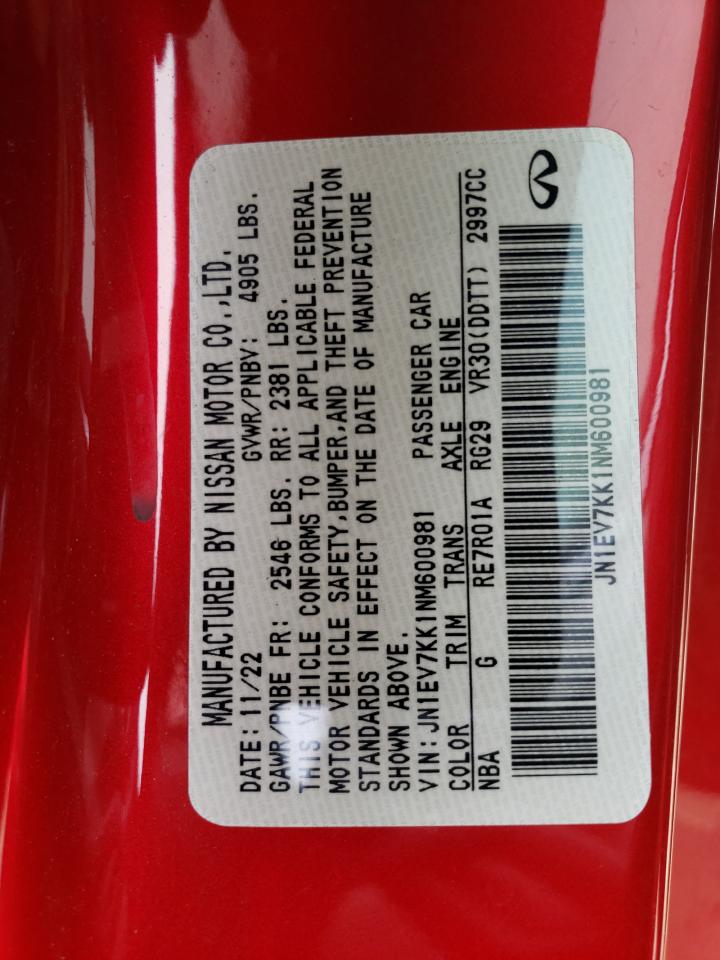 MANUFACTURED BY NISSAN MOTOR CO.,LTD.
DATE: 11/22 GVWR/PNBV: 4905 LBS.
GAWR/PNBE FR: 2546 LBS. RR: 2381 LBS.
THIS VEHICLE CONFORMS TO ALL APPLICABLE FEDERAL
MOTOR VEHICLE SAFETY,BUMPER,AND THEFT PREVENTION
STANDARDS IN EFFECT ON THE DATE OF MANUFACTURE
SHOWN ABOVE.
VIN:JN1EV7KK1NM600981 PASSENGER CAR
COLOR TRIM TRANS AXLE ENGINE
NBA G RE7R01A RG29 VR30(DDTT) 2997CC
JN1EV7KK1NM600981